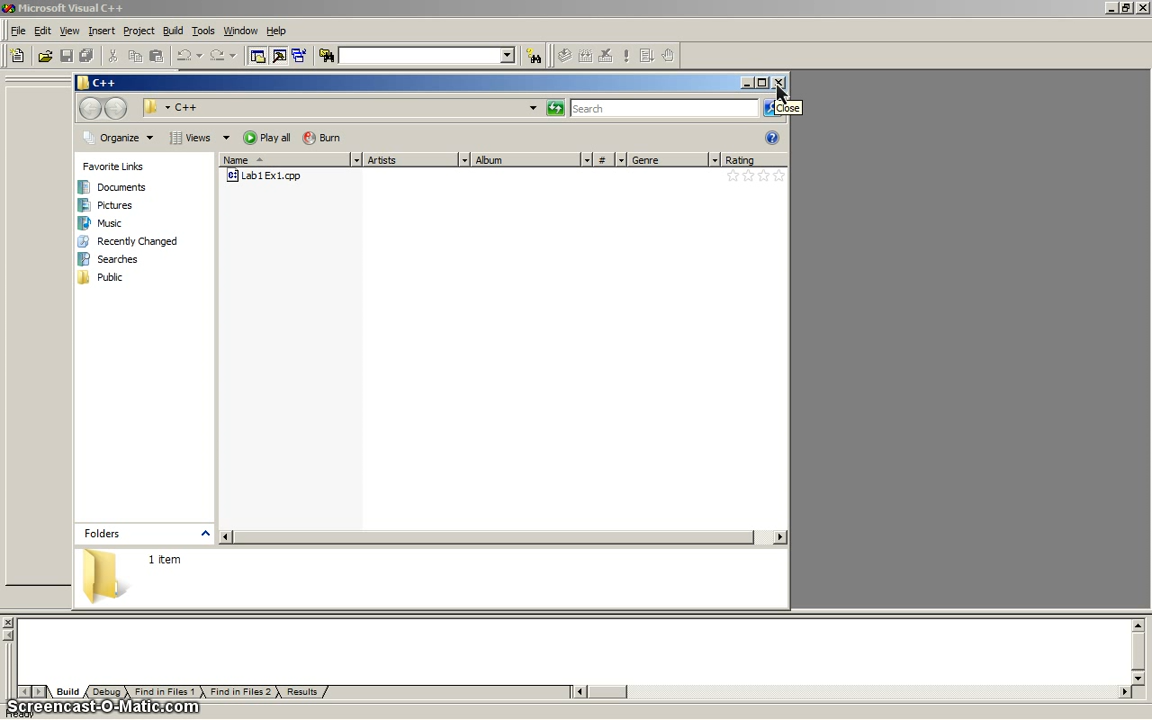 Microsoft Visual C++
File Edit View Insert Project Build Tools Window Help
C++
C++
Search
Close
Organize Views Play all Burn
Favorite Links
Name Artists Album # Genre Rating
Documents
Lab1 Ex1.cpp
Pictures
Music
Recently Changed
Searches
Public
Folders
1 item
Build Debug Find in Files 1 Find in Files 2 Results
Screencast-O-Matic.com
Ready